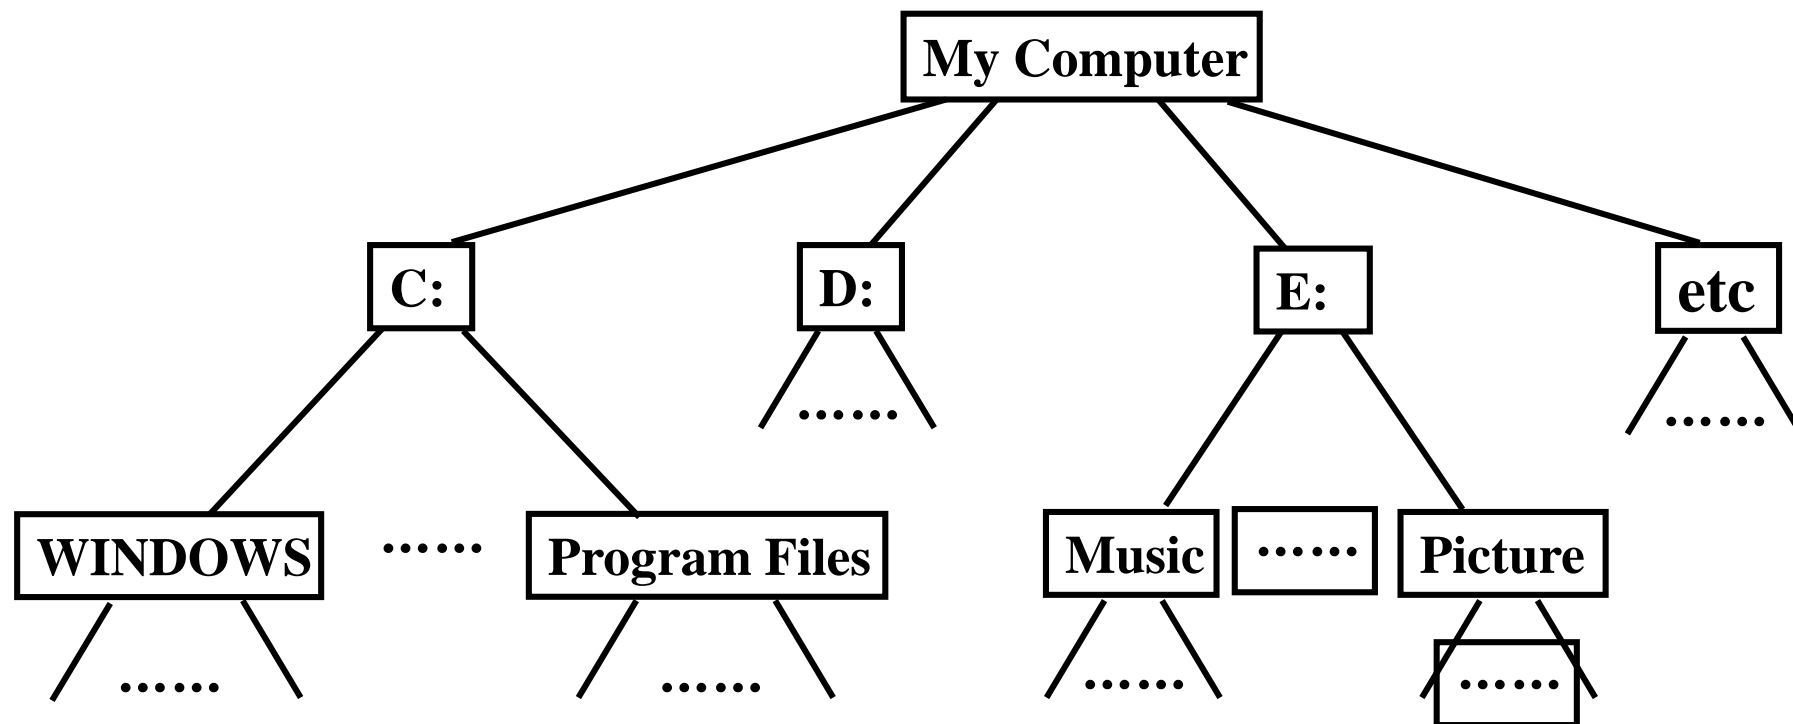 My Computer
C:
D:
E:
etc
......
......
WINDOWS
......
Program Files
Music
......
Picture
......
......
......
......